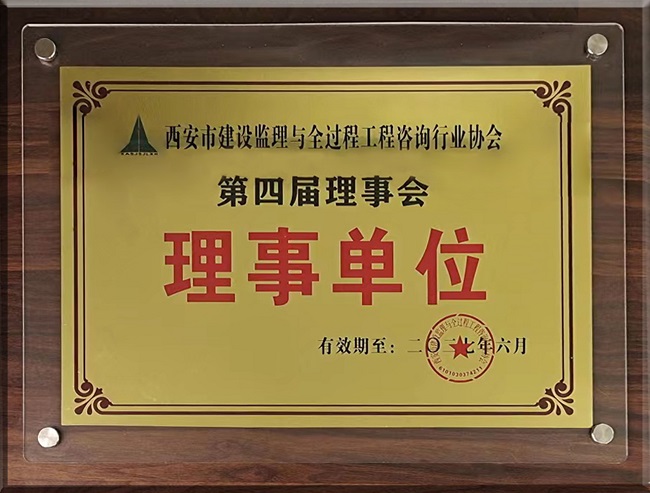 西安市建设监理与全过程工程咨询行业协会
第四届理事会
理事单位
有效期至：二〇二七年六月